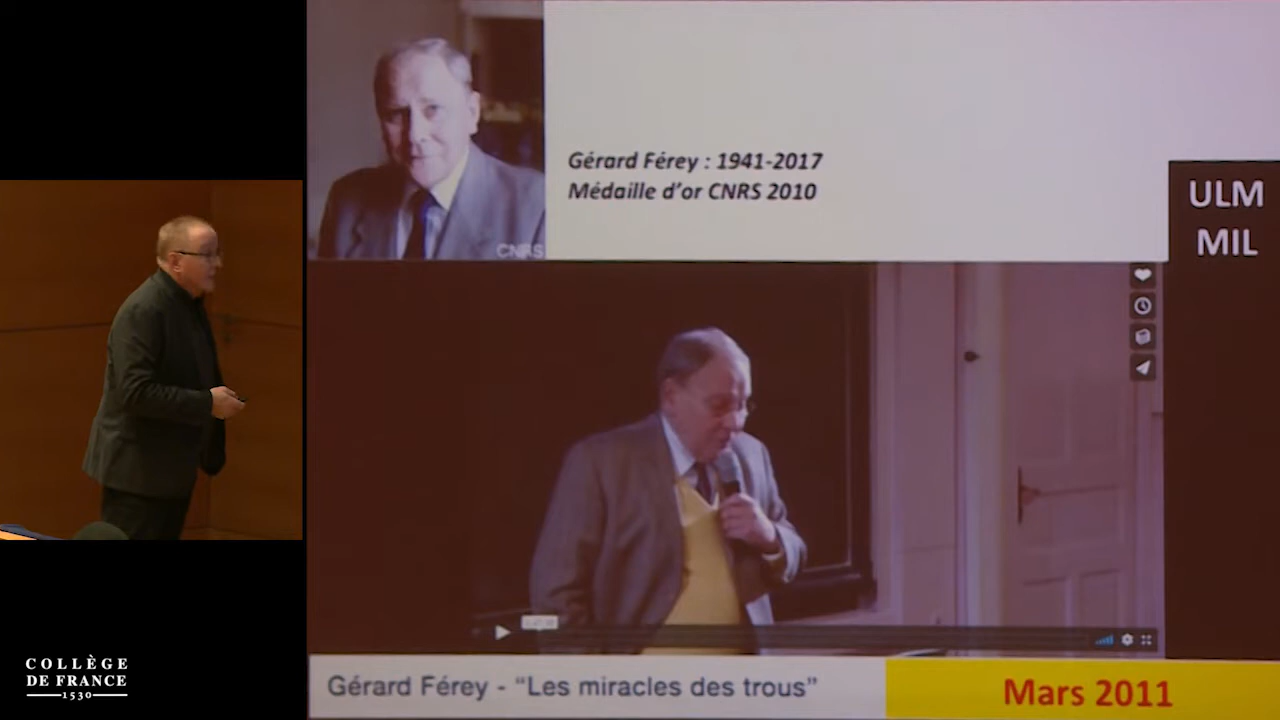 Gérard Férey : 1941-2017
Médaille d'or CNRS 2010
CNRS
ULM
MIL
Gérard Férey - “Les miracles des trous”
Mars 2011
COLLÈGE
DE FRANCE
1530